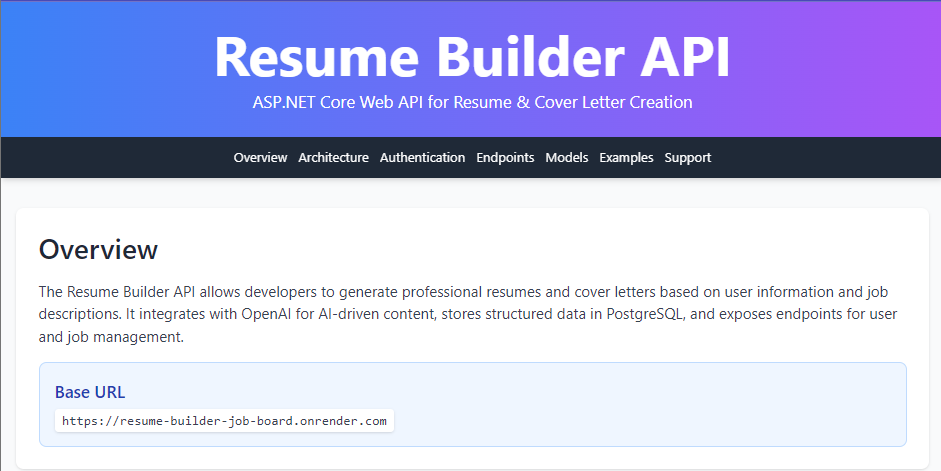 Resume Builder API
ASP.NET Core Web API for Resume & Cover Letter Creation
Overview Architecture Authentication Endpoints Models Examples Support
Overview
The Resume Builder API allows developers to generate professional resumes and cover letters based on user information and job
descriptions. It integrates with OpenAI for AI-driven content, stores structured data in PostgreSQL, and exposes endpoints for user
and job management.
Base URL
https://resume-builder-job-board.onrender.com